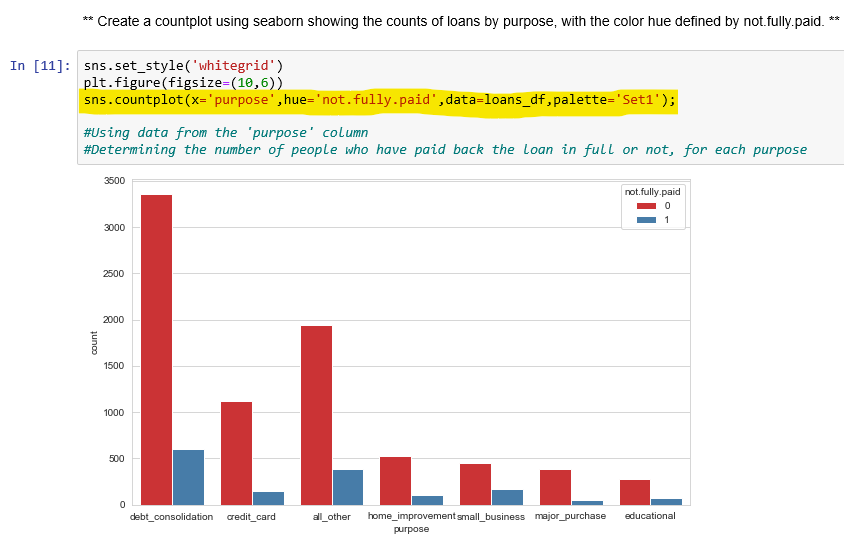 ** Create a countplot using seaborn showing the counts of loans by purpose, with the color hue defined by not.fully.paid. **
In [11]: sns.set_style('whitegrid')
plt.figure(figsize=(10,6))
sns.countplot(x='purpose',hue='not.fully.paid',data=loans_df,palette='Set1');
#Using data from the 'purpose' column
#Determining the number of people who have paid back the loan in full or not, for each purpose
not.fully.paid
0
1
3500
3000
2500
2000
1500
1000
500
0
count
debt_consolidation credit_card all_other home_improvement small_business major_purchase educational
purpose